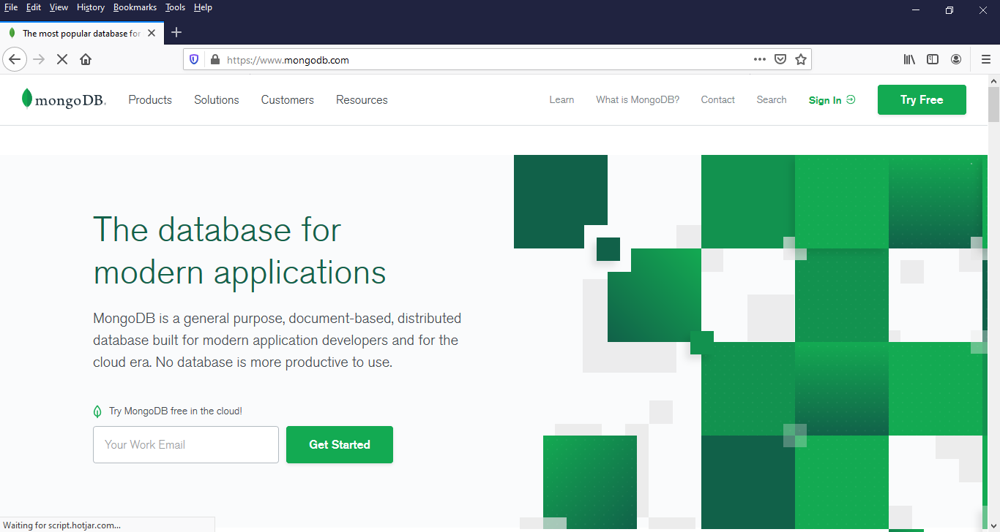 File Edit View History Bookmarks Tools Help
The most popular database for
https://www.mongodb.com
mongoDB.
Products Solutions Customers Resources Learn What is MongoDB? Contact Search Sign In Try Free
The database for
modern applications
MongoDB is a general purpose, document-based, distributed
database built for modern application developers and for the
cloud era. No database is more productive to use.
Try MongoDB free in the cloud!
Your Work Email Get Started
Waiting for script.hotjar.com...